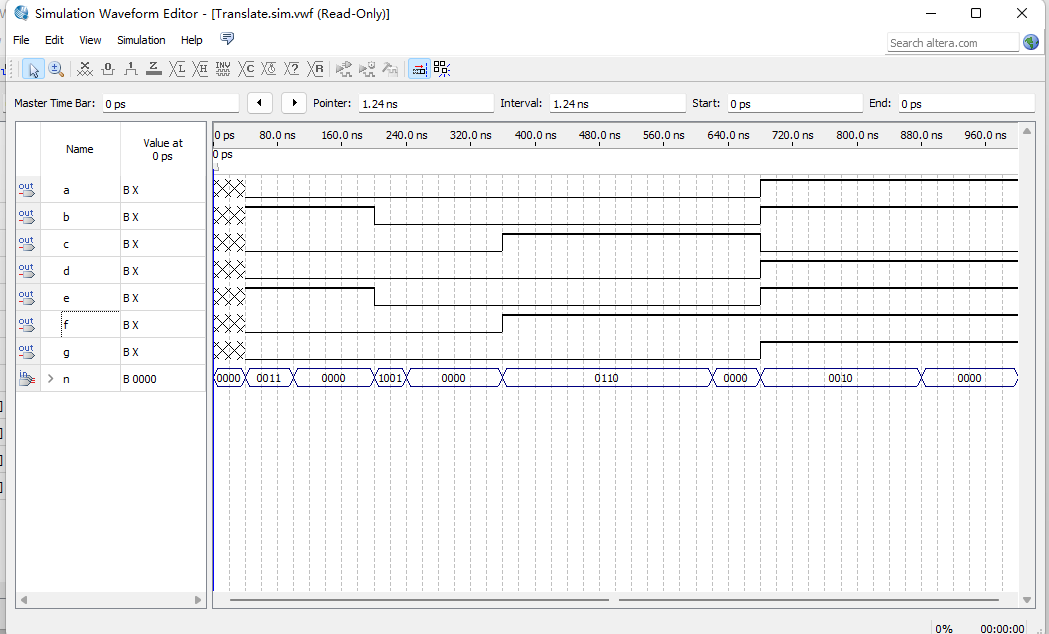 Simulation Waveform Editor - [Translate.sim.vwf (Read-Only)]
File Edit View Simulation Help
Search altera.com
Master Time Bar: 0 ps Pointer: 1.24 ns Interval: 1.24 ns Start: 0 ps End: 0 ps
Name Value at 0 ps
0 ps 80.0 ns 160.0 ns 240.0 ns 320.0 ns 400.0 ns 480.0 ns 560.0 ns 640.0 ns 720.0 ns 800.0 ns 880.0 ns 960.0 ns
0 ps
out a B X
out b B X
out c B X
out d B X
out e B X
out f B X
out g B X
in n B 0000 0000 0011 0000 1001 0000 0110 0000 0010 0000
0% 00:00:00